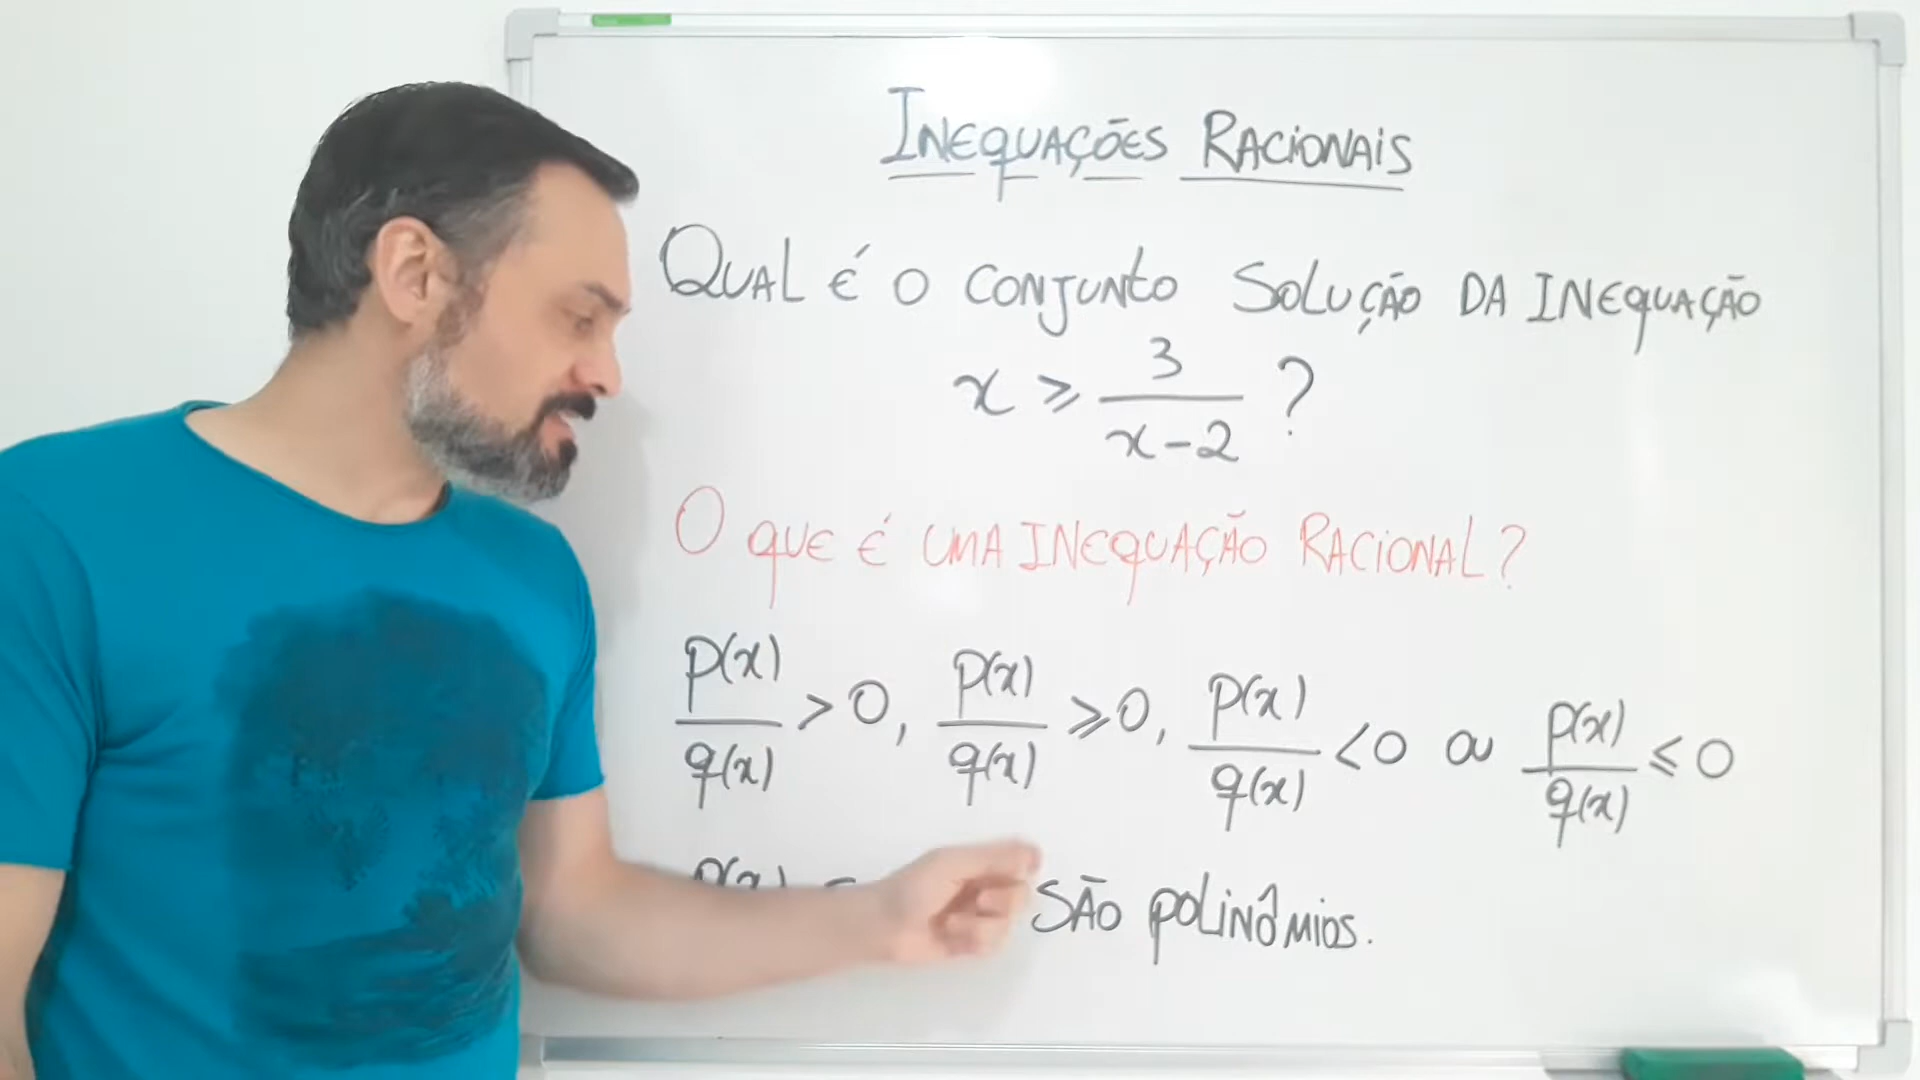 INEQUAÇÕES RACIONAIS
QUAL É O CONJUNTO SOLUÇÃO DA INEQUAÇÃO
x ⩾ 3/(x-2) ?
O QUE É UMA INEQUAÇÃO RACIONAL?
p(x)/q(x) > 0, p(x)/q(x) ⩾ 0, p(x)/q(x) < 0 ou p(x)/q(x) ⩽ 0
p(x) SÃO POLINÔMIOS.